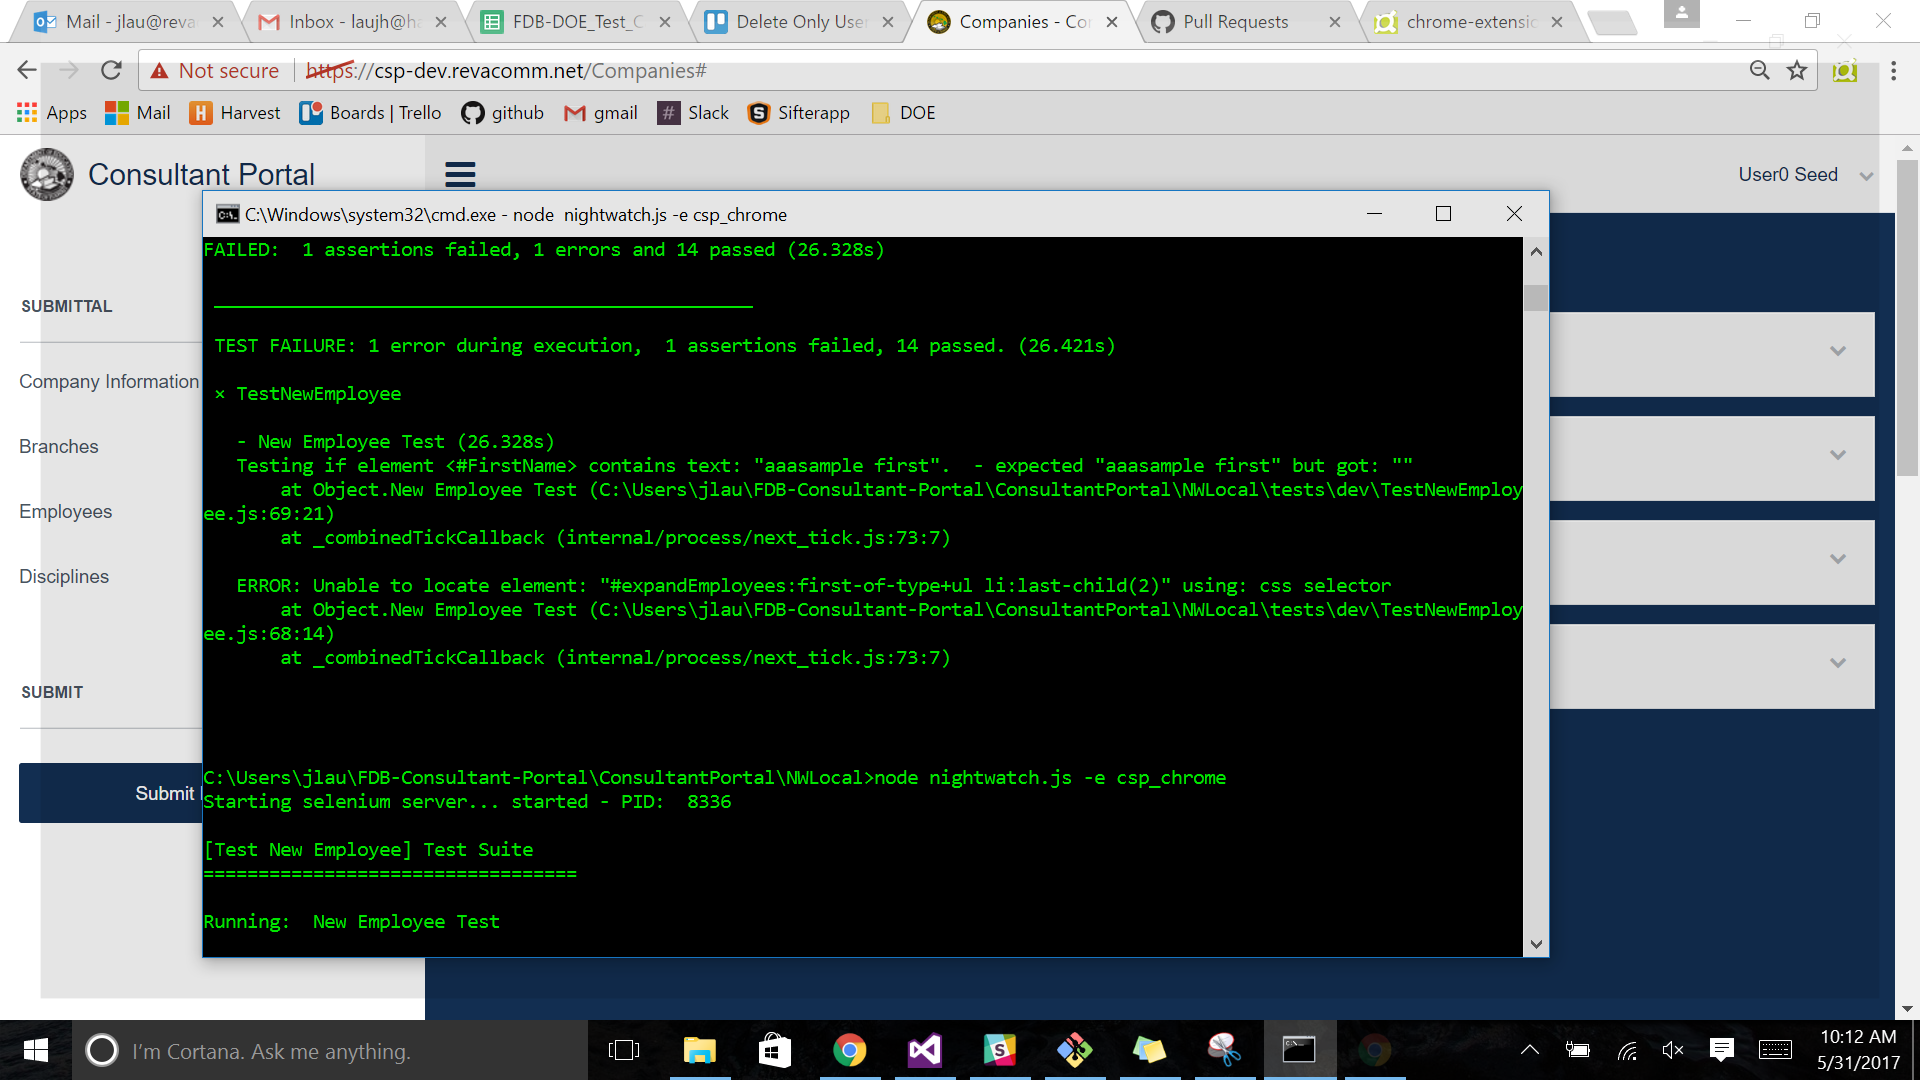 Mail - jlau@reva
Inbox - laujh@ha
FDB-DOE_Test_C
Delete Only User
Companies - Co
Pull Requests
chrome-extensi
Not secure
https://csp-dev.revacomm.net/Companies#
Apps
Mail
Harvest
Boards | Trello
github
gmail
Slack
Sifterapp
DOE
Consultant Portal
User0 Seed
C:\Windows\system32\cmd.exe - node  nightwatch.js -e csp_chrome
FAILED:  1 assertions failed, 1 errors and 14 passed (26.328s)
TEST FAILURE: 1 error during execution,  1 assertions failed, 14 passed. (26.421s)
× TestNewEmployee
- New Employee Test (26.328s)
Testing if element <#FirstName> contains text: "aaasample first".  - expected "aaasample first" but got: ""
at Object.New Employee Test (C:\Users\jlau\FDB-Consultant-Portal\ConsultantPortal\NWLocal\tests\dev\TestNewEmploy
ee.js:69:21)
at _combinedTickCallback (internal/process/next_tick.js:73:7)
ERROR: Unable to locate element: "#expandEmployees:first-of-type+ul li:last-child(2)" using: css selector
at Object.New Employee Test (C:\Users\jlau\FDB-Consultant-Portal\ConsultantPortal\NWLocal\tests\dev\TestNewEmploy
ee.js:68:14)
at _combinedTickCallback (internal/process/next_tick.js:73:7)
C:\Users\jlau\FDB-Consultant-Portal\ConsultantPortal\NWLocal>node nightwatch.js -e csp_chrome
Starting selenium server... started - PID:  8336
[Test New Employee] Test Suite
==================================
Running:  New Employee Test
SUBMITTAL
Company Information
Branches
Employees
Disciplines
SUBMIT
Submit
I'm Cortana. Ask me anything.
10:12 AM
5/31/2017